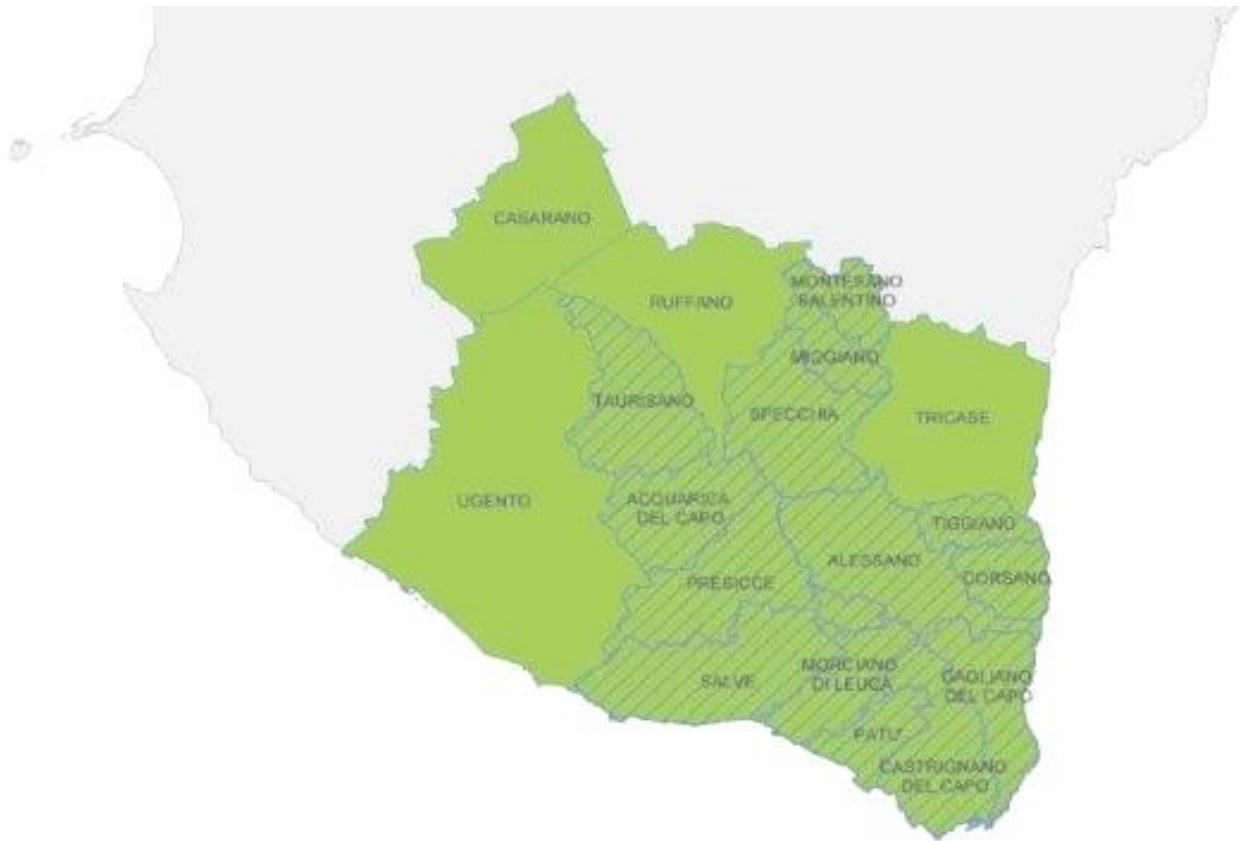 CASARANO
MONTESANO
SALENTINO
RUFFANO
MIGGIANO
TAURISANO
SPECCHIA
TRICASE
UGENTO
ACQUARICA
DEL CAPO
TIGGIANO
ALESSANO
CORSANO
PRESICCE
MORCIANO
DI LEUCA
SALVE
GAGLIANO
DEL CAPO
PATU'
CASTRIGNANO
DEL CAPO